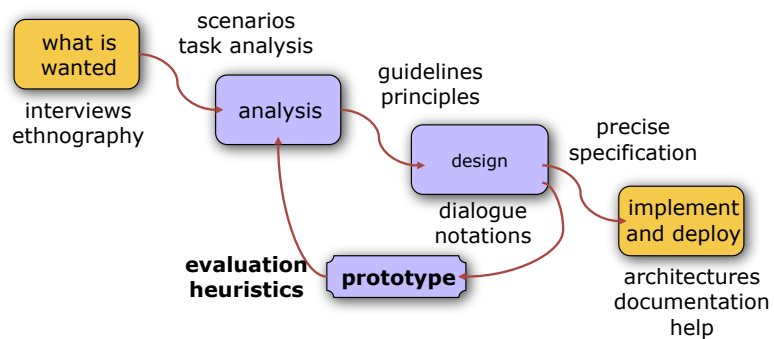 what is
wanted
interviews
ethnography
scenarios
task analysis
analysis
guidelines
principles
design
dialogue
notations
precise
specification
implement
and deploy
architectures
documentation
help
evaluation
heuristics
prototype